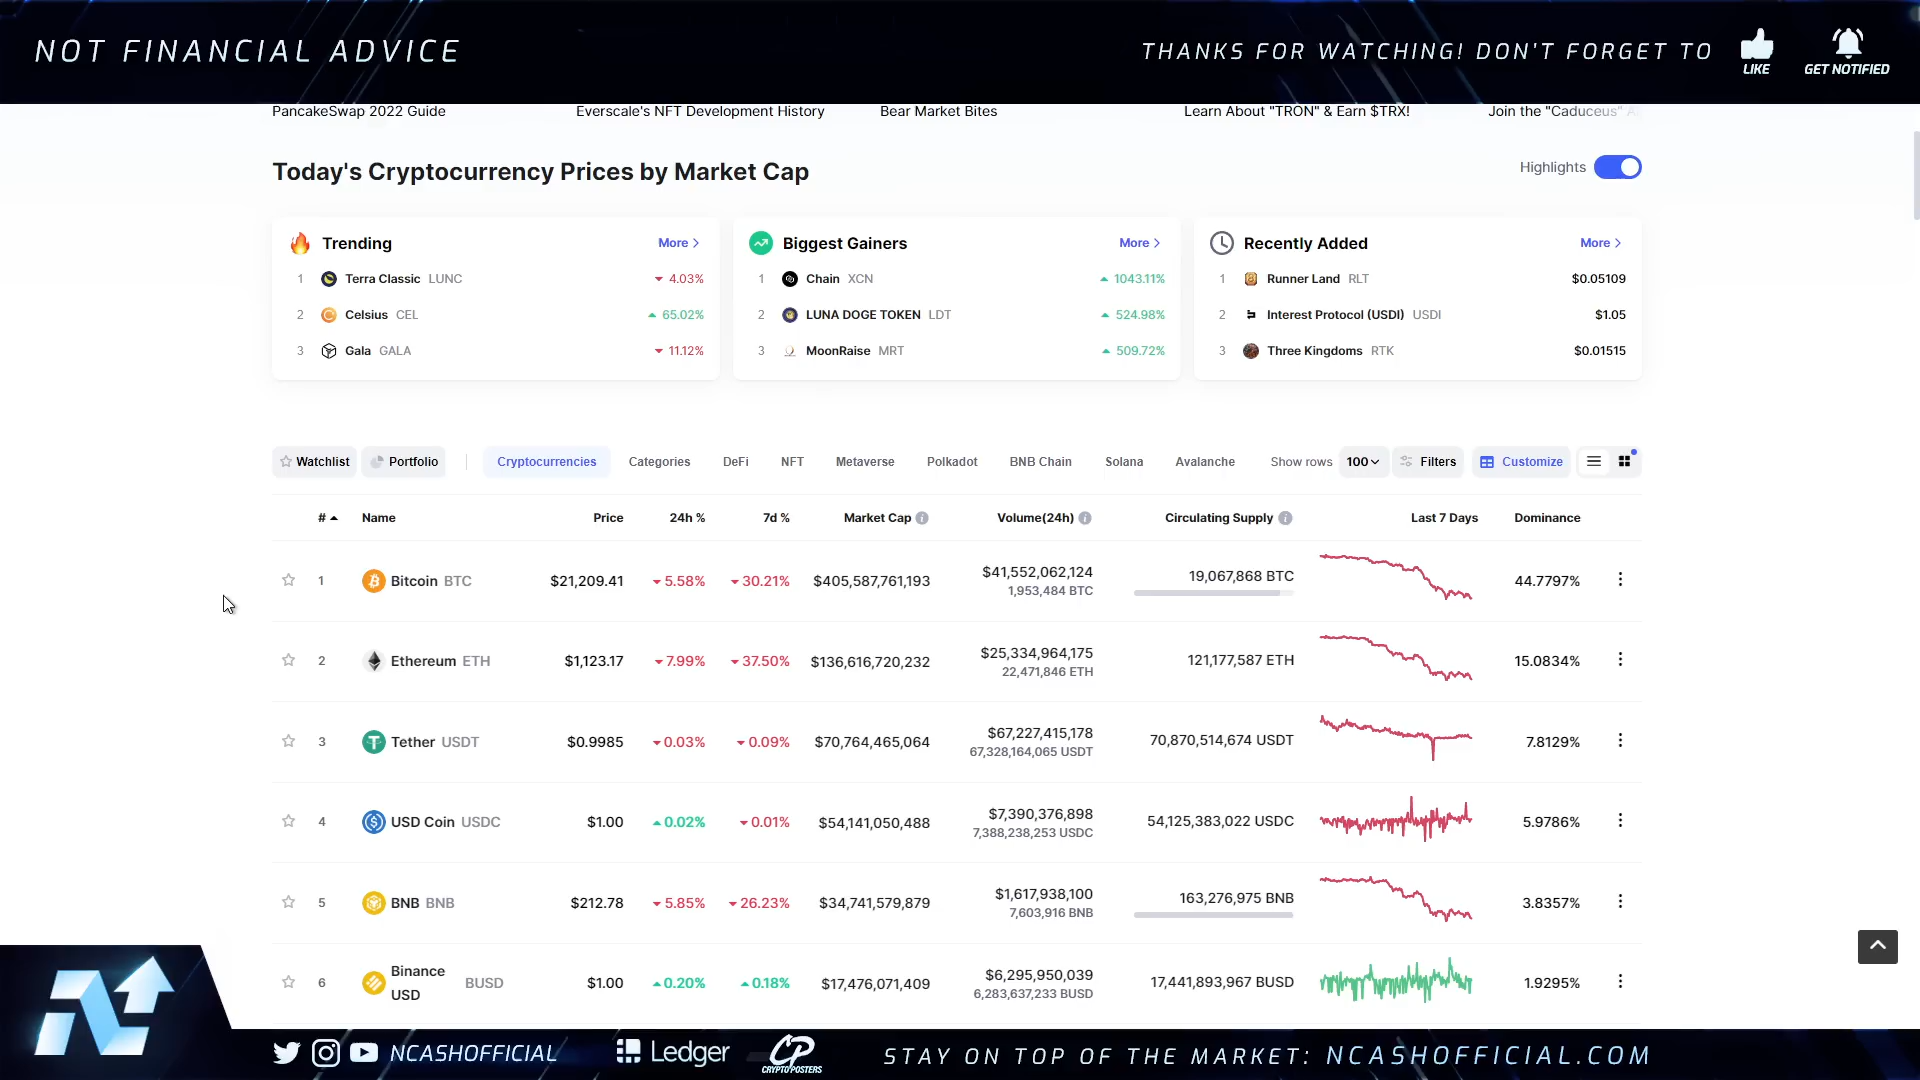 NOT FINANCIAL ADVICE
THANKS FOR WATCHING! DON'T FORGET TO
LIKE
GET NOTIFIED
PancakeSwap 2022 Guide
Everscale's NFT Development History
Bear Market Bites
Learn About "TRON" & Earn $TRX!
Join the "Caduceus" A
Today's Cryptocurrency Prices by Market Cap
Highlights
Trending
More
1 Terra Classic LUNC 4.03%
2 Celsius CEL 65.02%
3 Gala GALA 11.12%
Biggest Gainers
More
1 Chain XCN 1043.11%
2 LUNA DOGE TOKEN LDT 524.98%
3 MoonRaise MRT 509.72%
Recently Added
More
1 Runner Land RLT $0.05109
2 Interest Protocol (USDI) USDI $1.05
3 Three Kingdoms RTK $0.01515
Watchlist Portfolio Cryptocurrencies Categories DeFi NFT Metaverse Polkadot BNB Chain Solana Avalanche Show rows 100 Filters Customize
# Name Price 24h % 7d % Market Cap Volume(24h) Circulating Supply Last 7 Days Dominance
1 Bitcoin BTC $21,209.41 5.58% 30.21% $405,587,761,193 $41,552,062,124 19,067,868 BTC 44.7797%
1,953,484 BTC
2 Ethereum ETH $1,123.17 7.99% 37.50% $136,616,720,232 $25,334,964,175 121,177,587 ETH 15.0834%
22,471,846 ETH
3 Tether USDT $0.9985 0.03% 0.09% $70,764,465,064 $67,227,415,178 70,870,514,674 USDT 7.8129%
67,328,164,065 USDT
4 USD Coin USDC $1.00 0.02% 0.01% $54,141,050,488 $7,390,376,898 54,125,383,022 USDC 5.9786%
7,388,238,253 USDC
5 BNB BNB $212.78 5.85% 26.23% $34,741,579,879 $1,617,938,100 163,276,975 BNB 3.8357%
7,603,916 BNB
6 Binance USD BUSD $1.00 0.20% 0.18% $17,476,071,409 $6,295,950,039 17,441,893,967 BUSD 1.9295%
6,283,637,233 BUSD
NCASHOFFICIAL
Ledger
CP
CRYPTO POSTERS
STAY ON TOP OF THE MARKET: NCASHOFFICIAL.COM